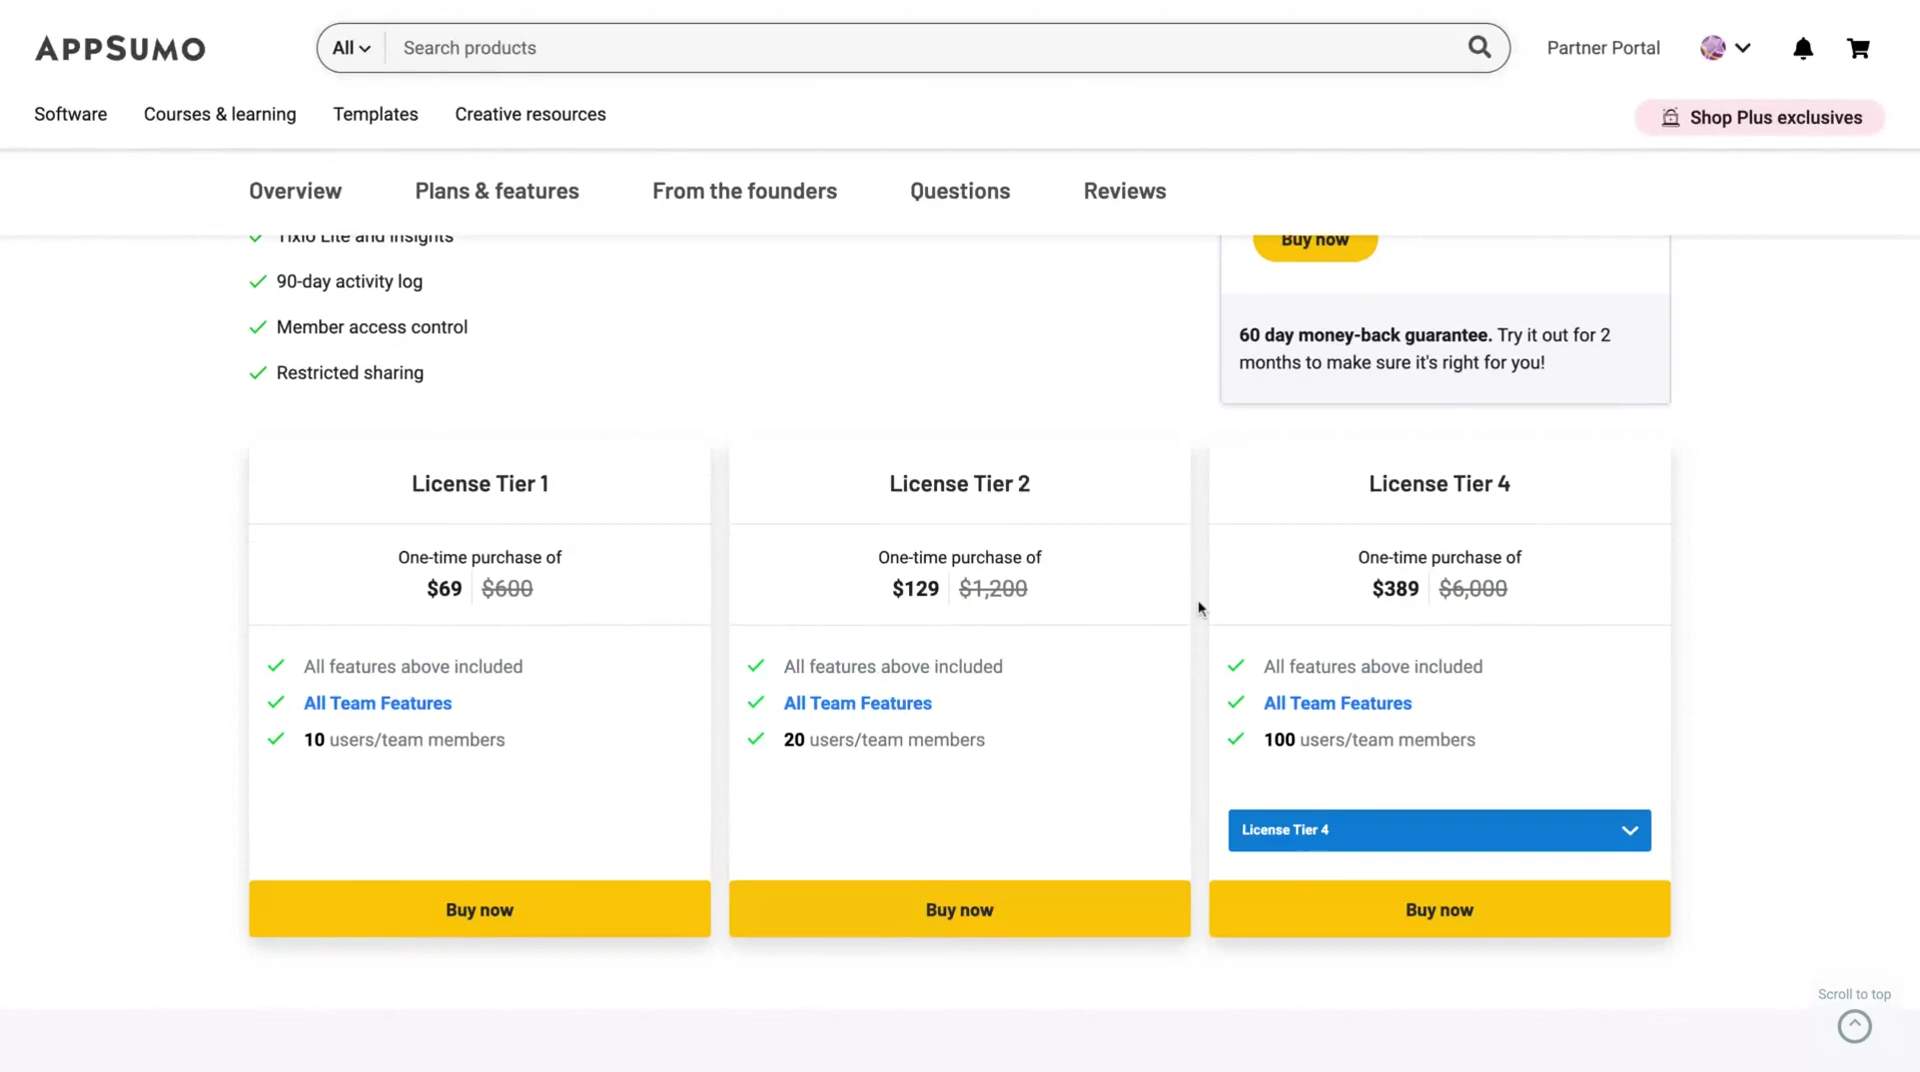 APPSUMO
All
Search products
Partner Portal
Software
Courses & learning
Templates
Creative resources
Shop Plus exclusives
Overview
Plans & features
From the founders
Questions
Reviews
Tixio Lite and insights
90-day activity log
Member access control
Restricted sharing
Buy now
60 day money-back guarantee. Try it out for 2
months to make sure it's right for you!
License Tier 1
One-time purchase of
$69 $600
All features above included
All Team Features
10 users/team members
Buy now
License Tier 2
One-time purchase of
$129 $1,200
All features above included
All Team Features
20 users/team members
Buy now
License Tier 4
One-time purchase of
$389 $6,000
All features above included
All Team Features
100 users/team members
License Tier 4
Buy now
Scroll to top